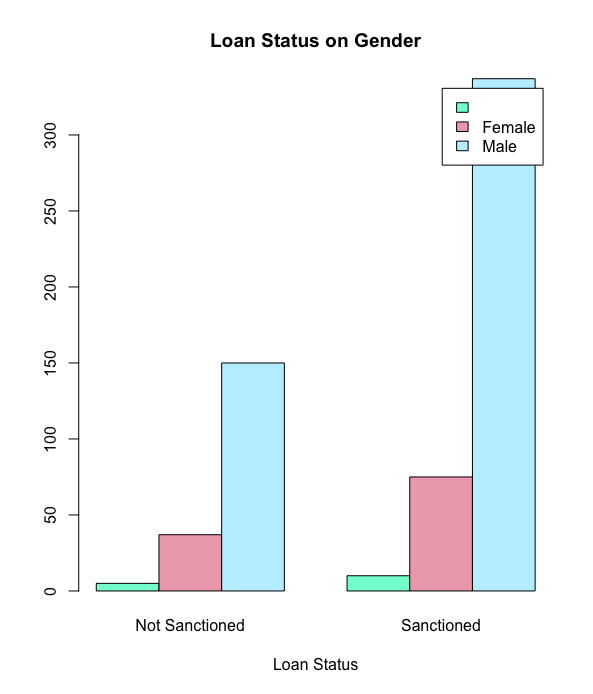 Loan Status on Gender
Female
Male
300
250
200
150
100
50
0
Not Sanctioned
Sanctioned
Loan Status